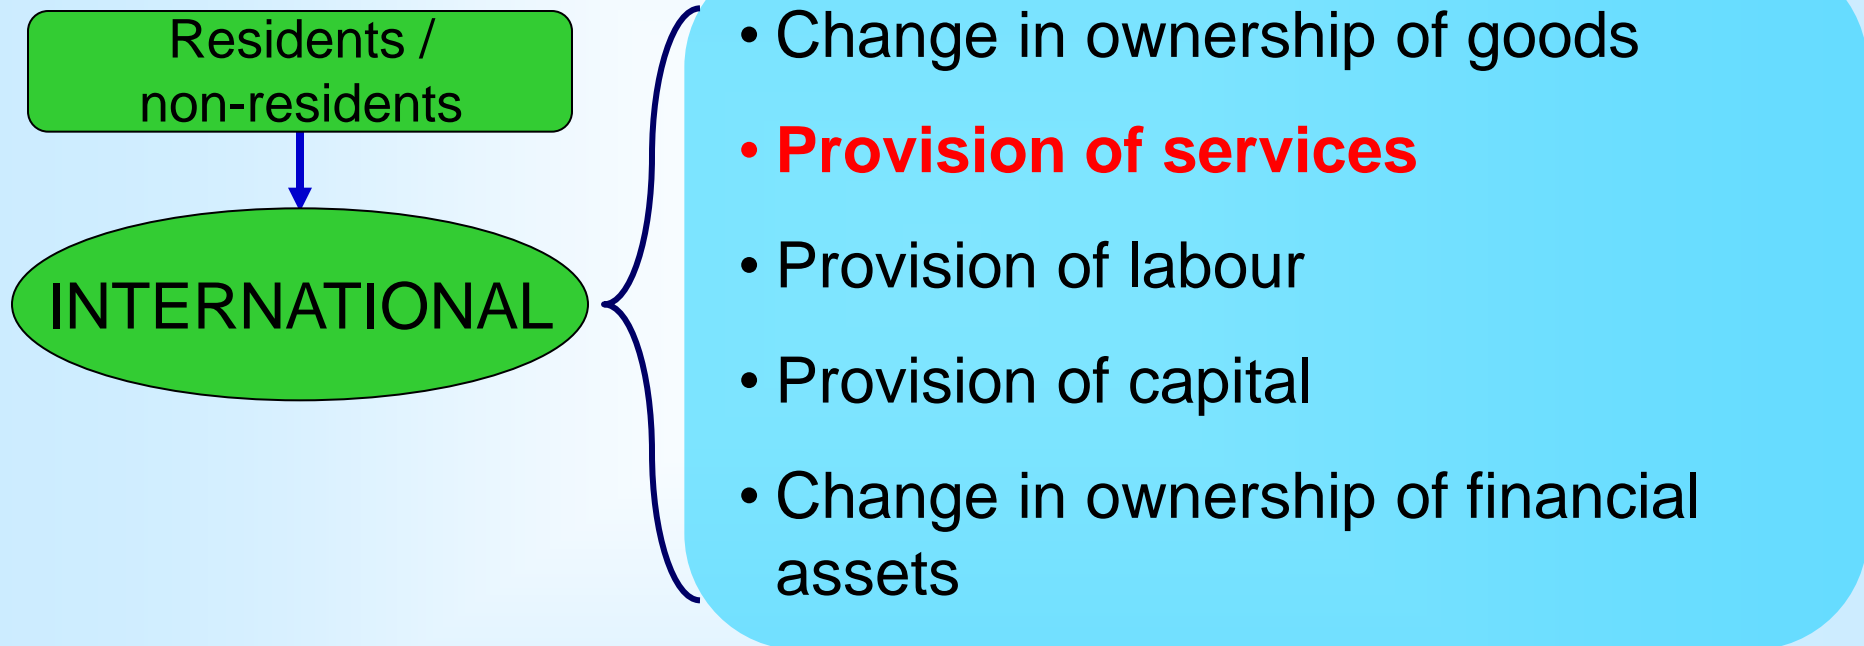 Residents /
non-residents
INTERNATIONAL
• Change in ownership of goods
• Provision of services
• Provision of labour
• Provision of capital
• Change in ownership of financial
assets